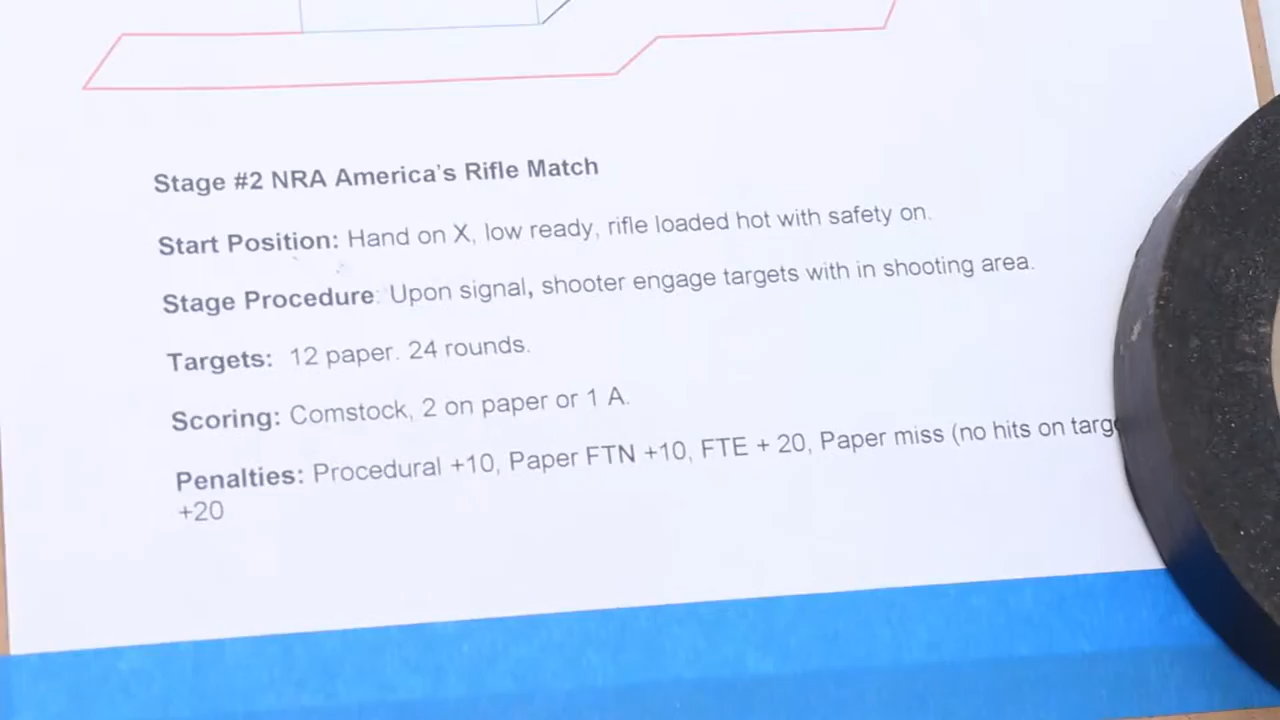 Stage #2 NRA America's Rifle Match
Start Position: Hand on X, low ready, rifle loaded hot with safety on.
Stage Procedure: Upon signal, shooter engage targets with in shooting area.
Targets: 12 paper. 24 rounds.
Scoring: Comstock, 2 on paper or 1 A.
Penalties: Procedural +10, Paper FTN +10, FTE + 20, Paper miss (no hits on
+20